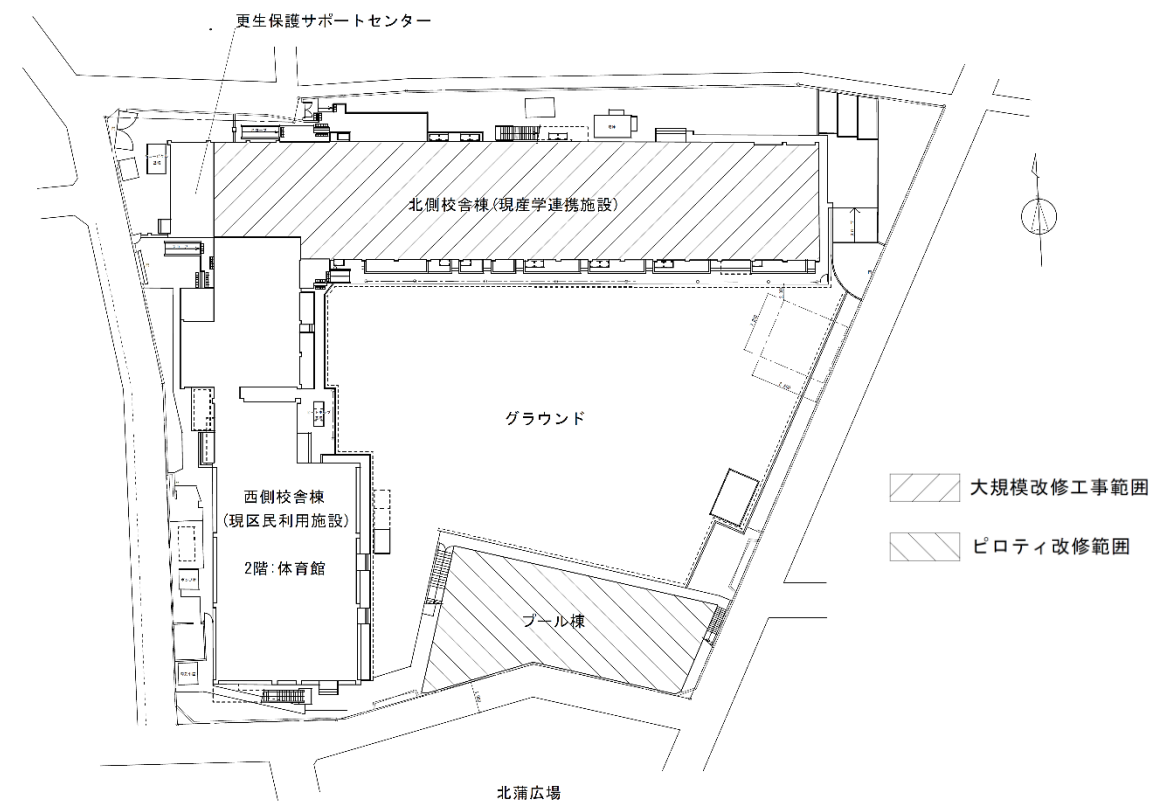 更生保護サポートセンター
北側校舎棟(現産学連携施設)
グラウンド
西側校舎棟
(現区民利用施設)
2階:体育館
大規模改修工事範囲
ピロティ改修範囲
プール棟
北蒲広場